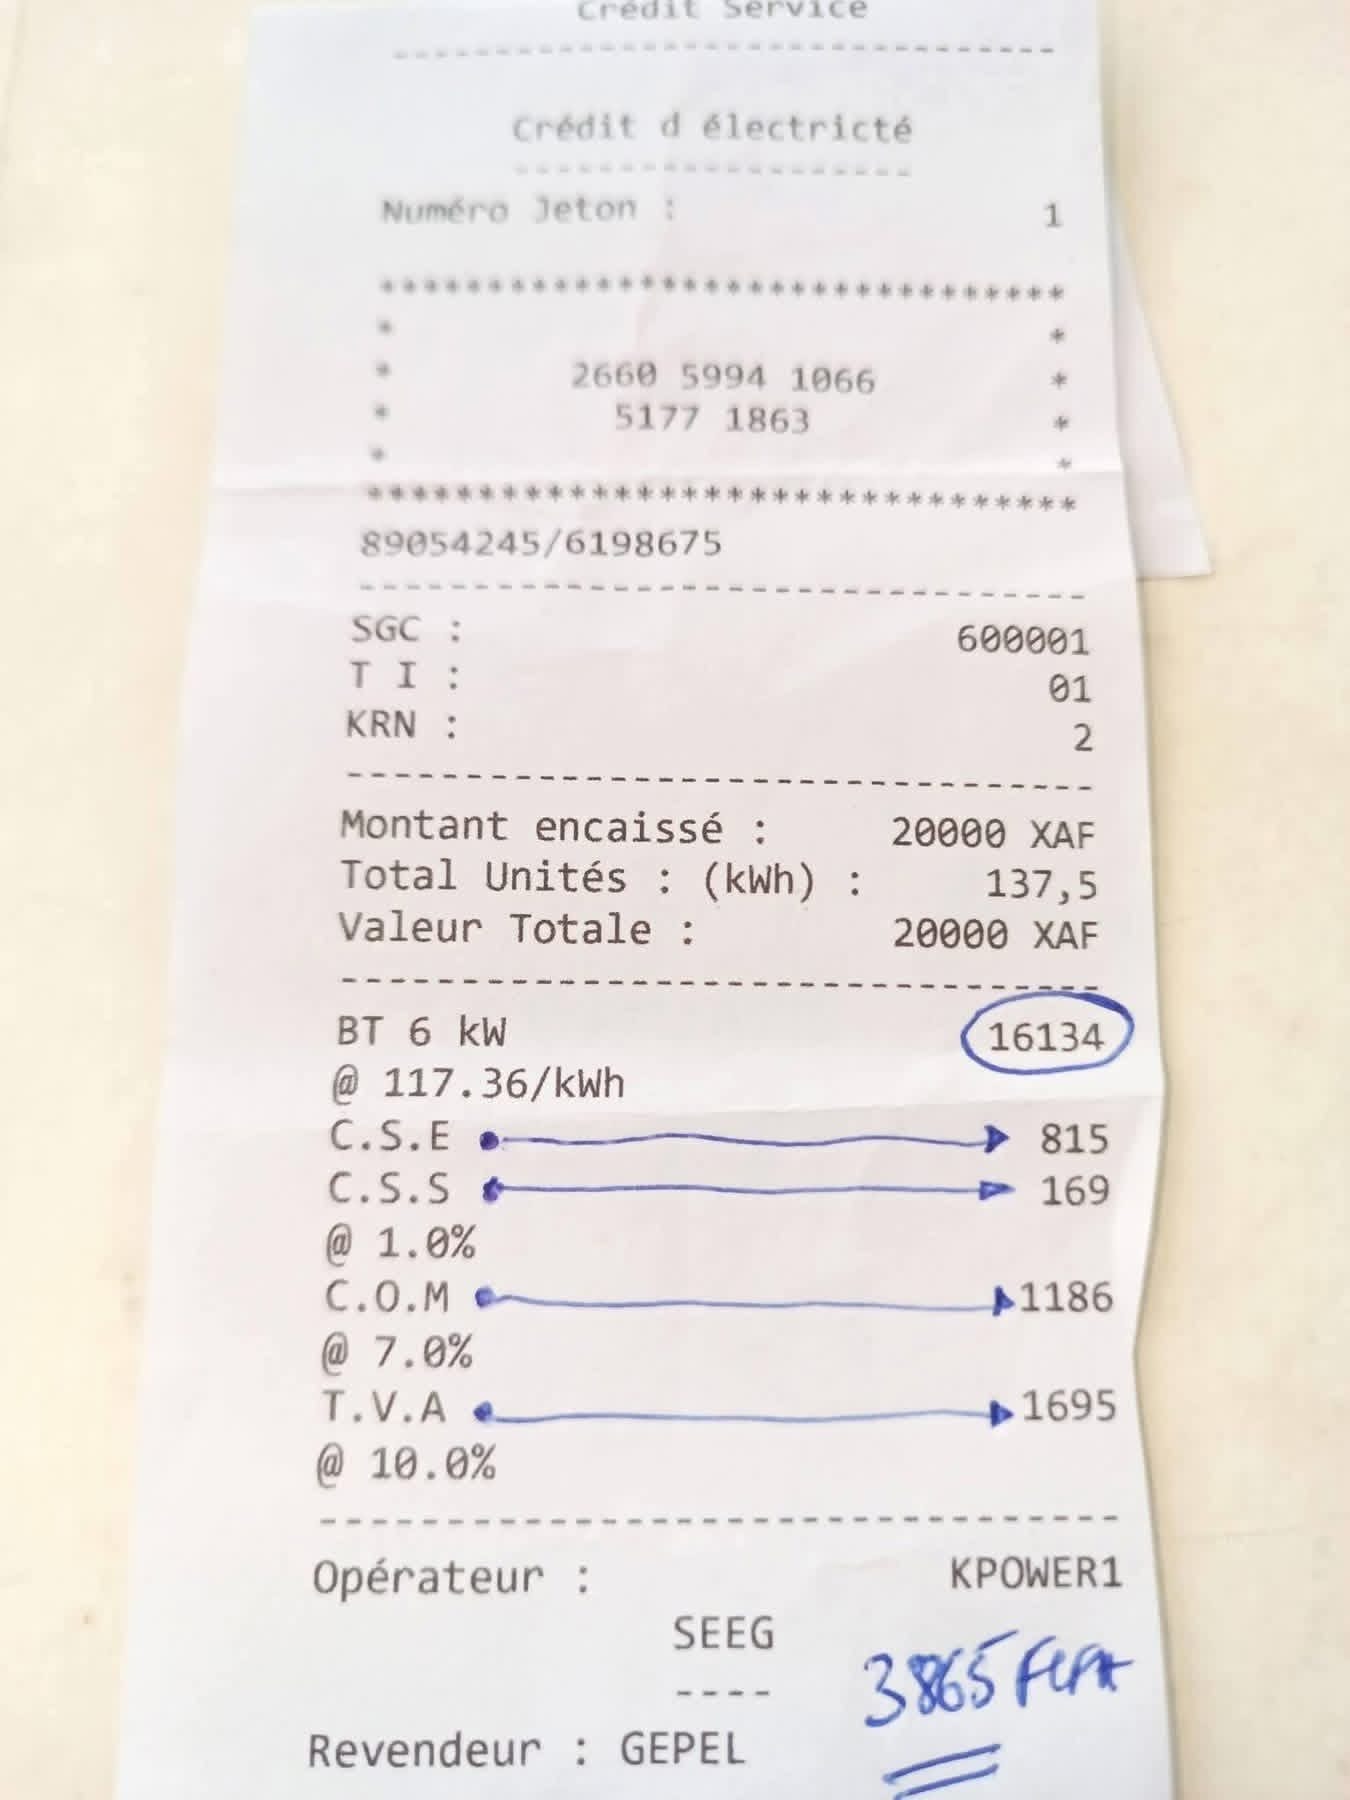 Crédit Service
--------------------------------
Crédit d électricté
-------------------
Numéro Jeton : 1
********************************
* *
* 2660 5994 1066 *
* 5177 1863 *
* *
********************************
89054245/6198675
--------------------------------
SGC : 600001
T I : 01
KRN : 2
--------------------------------
Montant encaissé : 20000 XAF
Total Unités : (kWh) : 137,5
Valeur Totale : 20000 XAF
--------------------------------
BT 6 kW 16134
@ 117.36/kWh
C.S.E 815
C.S.S 169
@ 1.0%
C.O.M 1186
@ 7.0%
T.V.A 1695
@ 10.0%
--------------------------------
Opérateur : KPOWER1
SEEG
----
3865 FCFA
Revendeur : GEPEL